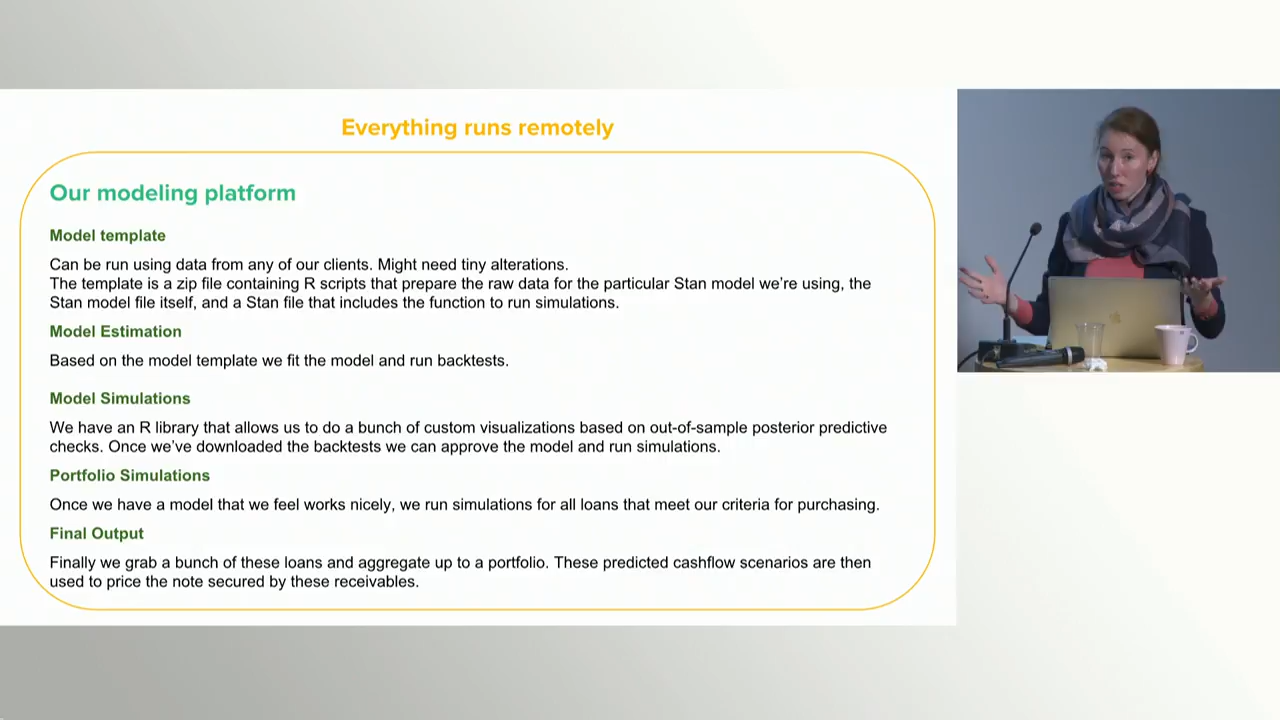 Everything runs remotely
Our modeling platform
Model template
Can be run using data from any of our clients. Might need tiny alterations.
The template is a zip file containing R scripts that prepare the raw data for the particular Stan model we’re using, the
Stan model file itself, and a Stan file that includes the function to run simulations.
Model Estimation
Based on the model template we fit the model and run backtests.
Model Simulations
We have an R library that allows us to do a bunch of custom visualizations based on out-of-sample posterior predictive
checks. Once we’ve downloaded the backtests we can approve the model and run simulations.
Portfolio Simulations
Once we have a model that we feel works nicely, we run simulations for all loans that meet our criteria for purchasing.
Final Output
Finally we grab a bunch of these loans and aggregate up to a portfolio. These predicted cashflow scenarios are then
used to price the note secured by these receivables.